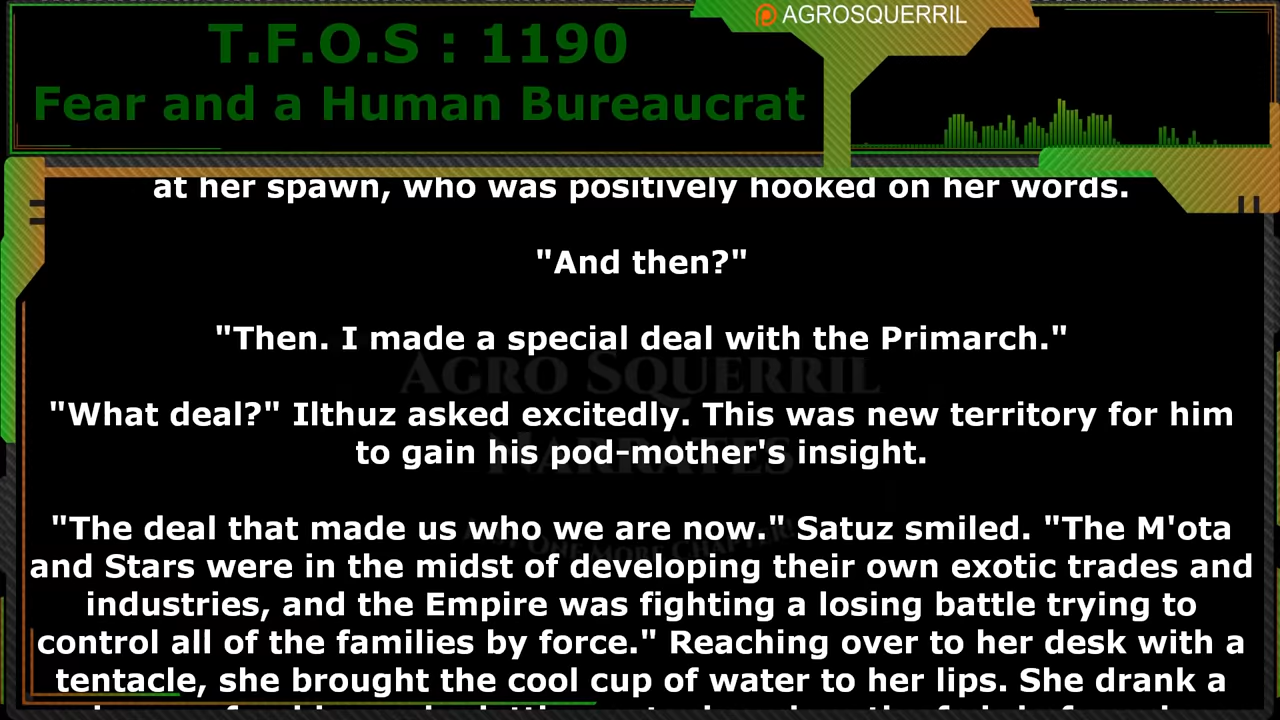 AGROSQUERRIL
T.F.O.S : 1190
Fear and a Human Bureaucrat
at her spawn, who was positively hooked on her words.
"And then?"
"Then. I made a special deal with the Primarch."
AGRO SQUERRIL
"What deal?" Ilthuz asked excitedly. This was new territory for him
to gain his pod-mother's insight.
NARRATES
"The deal that made us who we are now." Satuz smiled. "The M'ota
and Stars were in the midst of developing their own exotic trades and
industries, and the Empire was fighting a losing battle trying to
control all of the families by force." Reaching over to her desk with a
tentacle, she brought the cool cup of water to her lips. She drank a